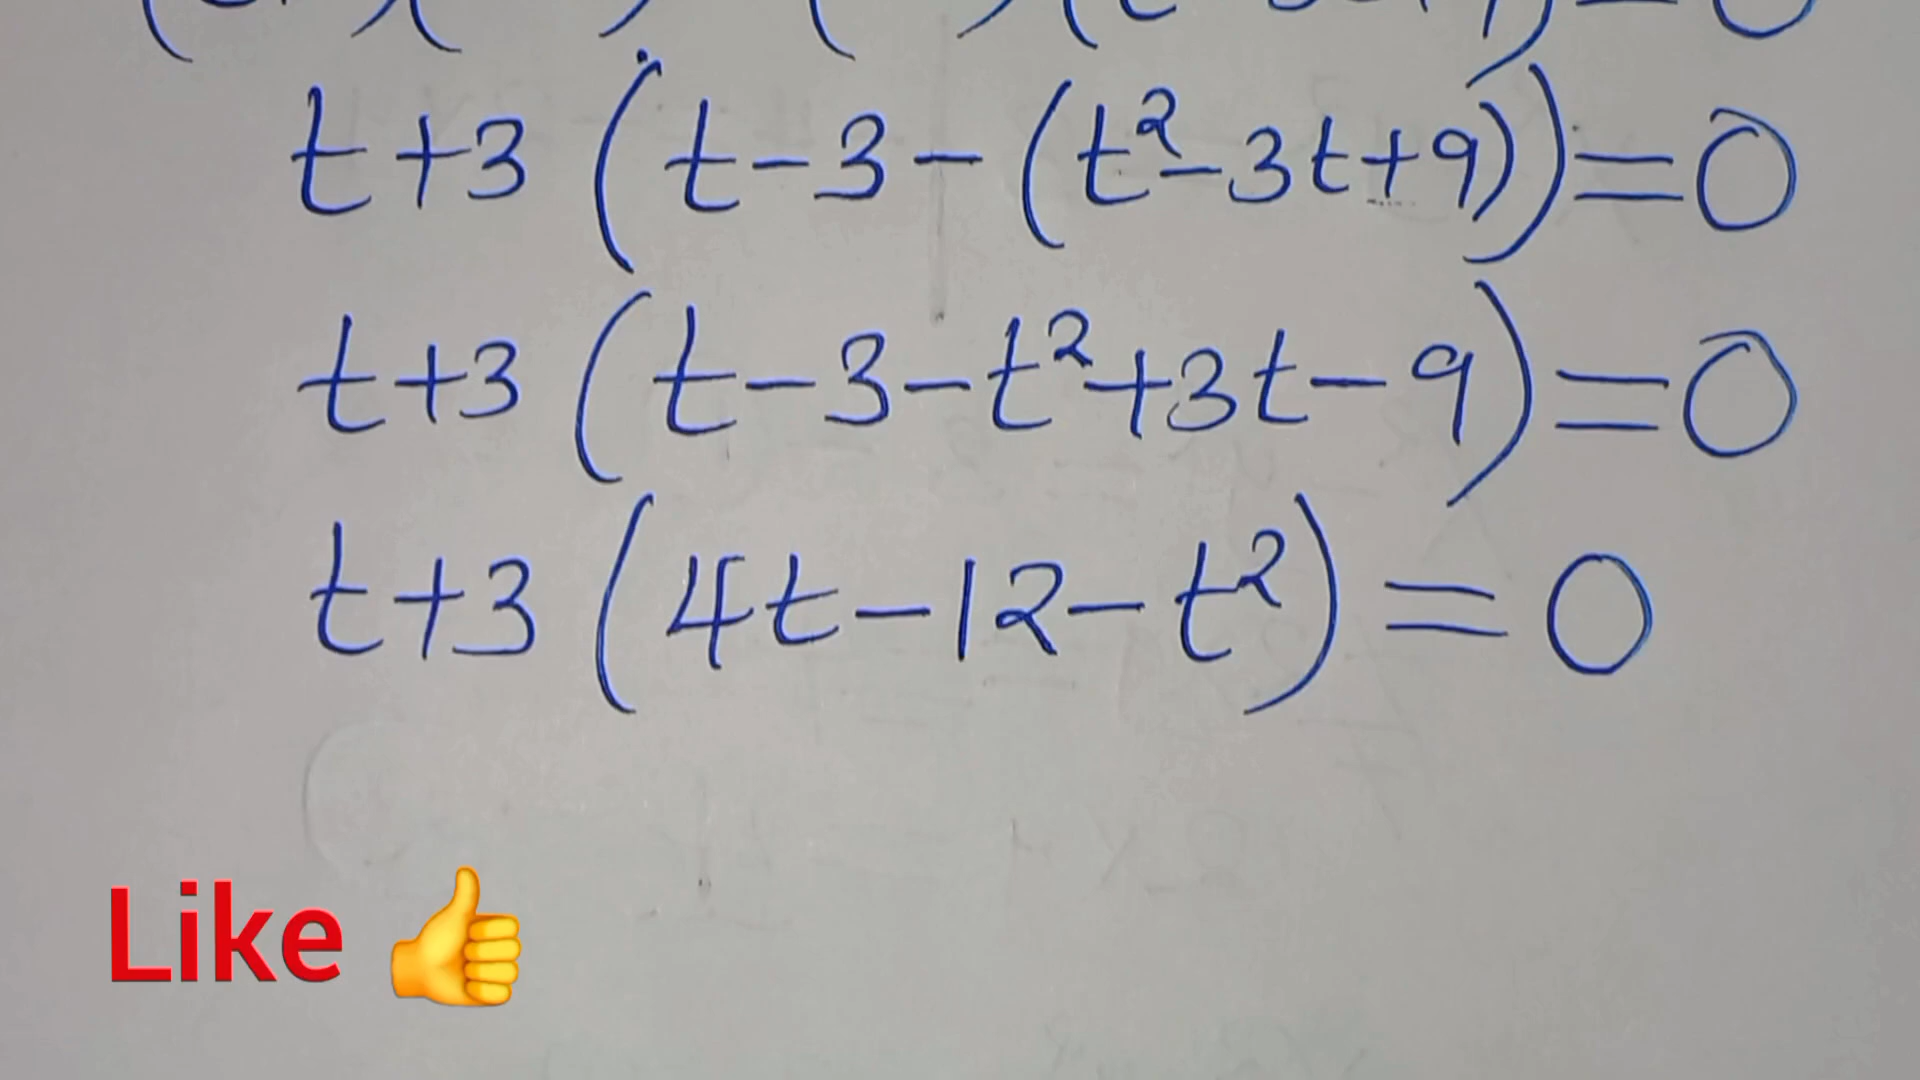 t+3(t-3-(t²-3t+9))=0
t+3(t-3-t²+3t-9)=0
t+3(4t-12-t²)=0
Like 👍